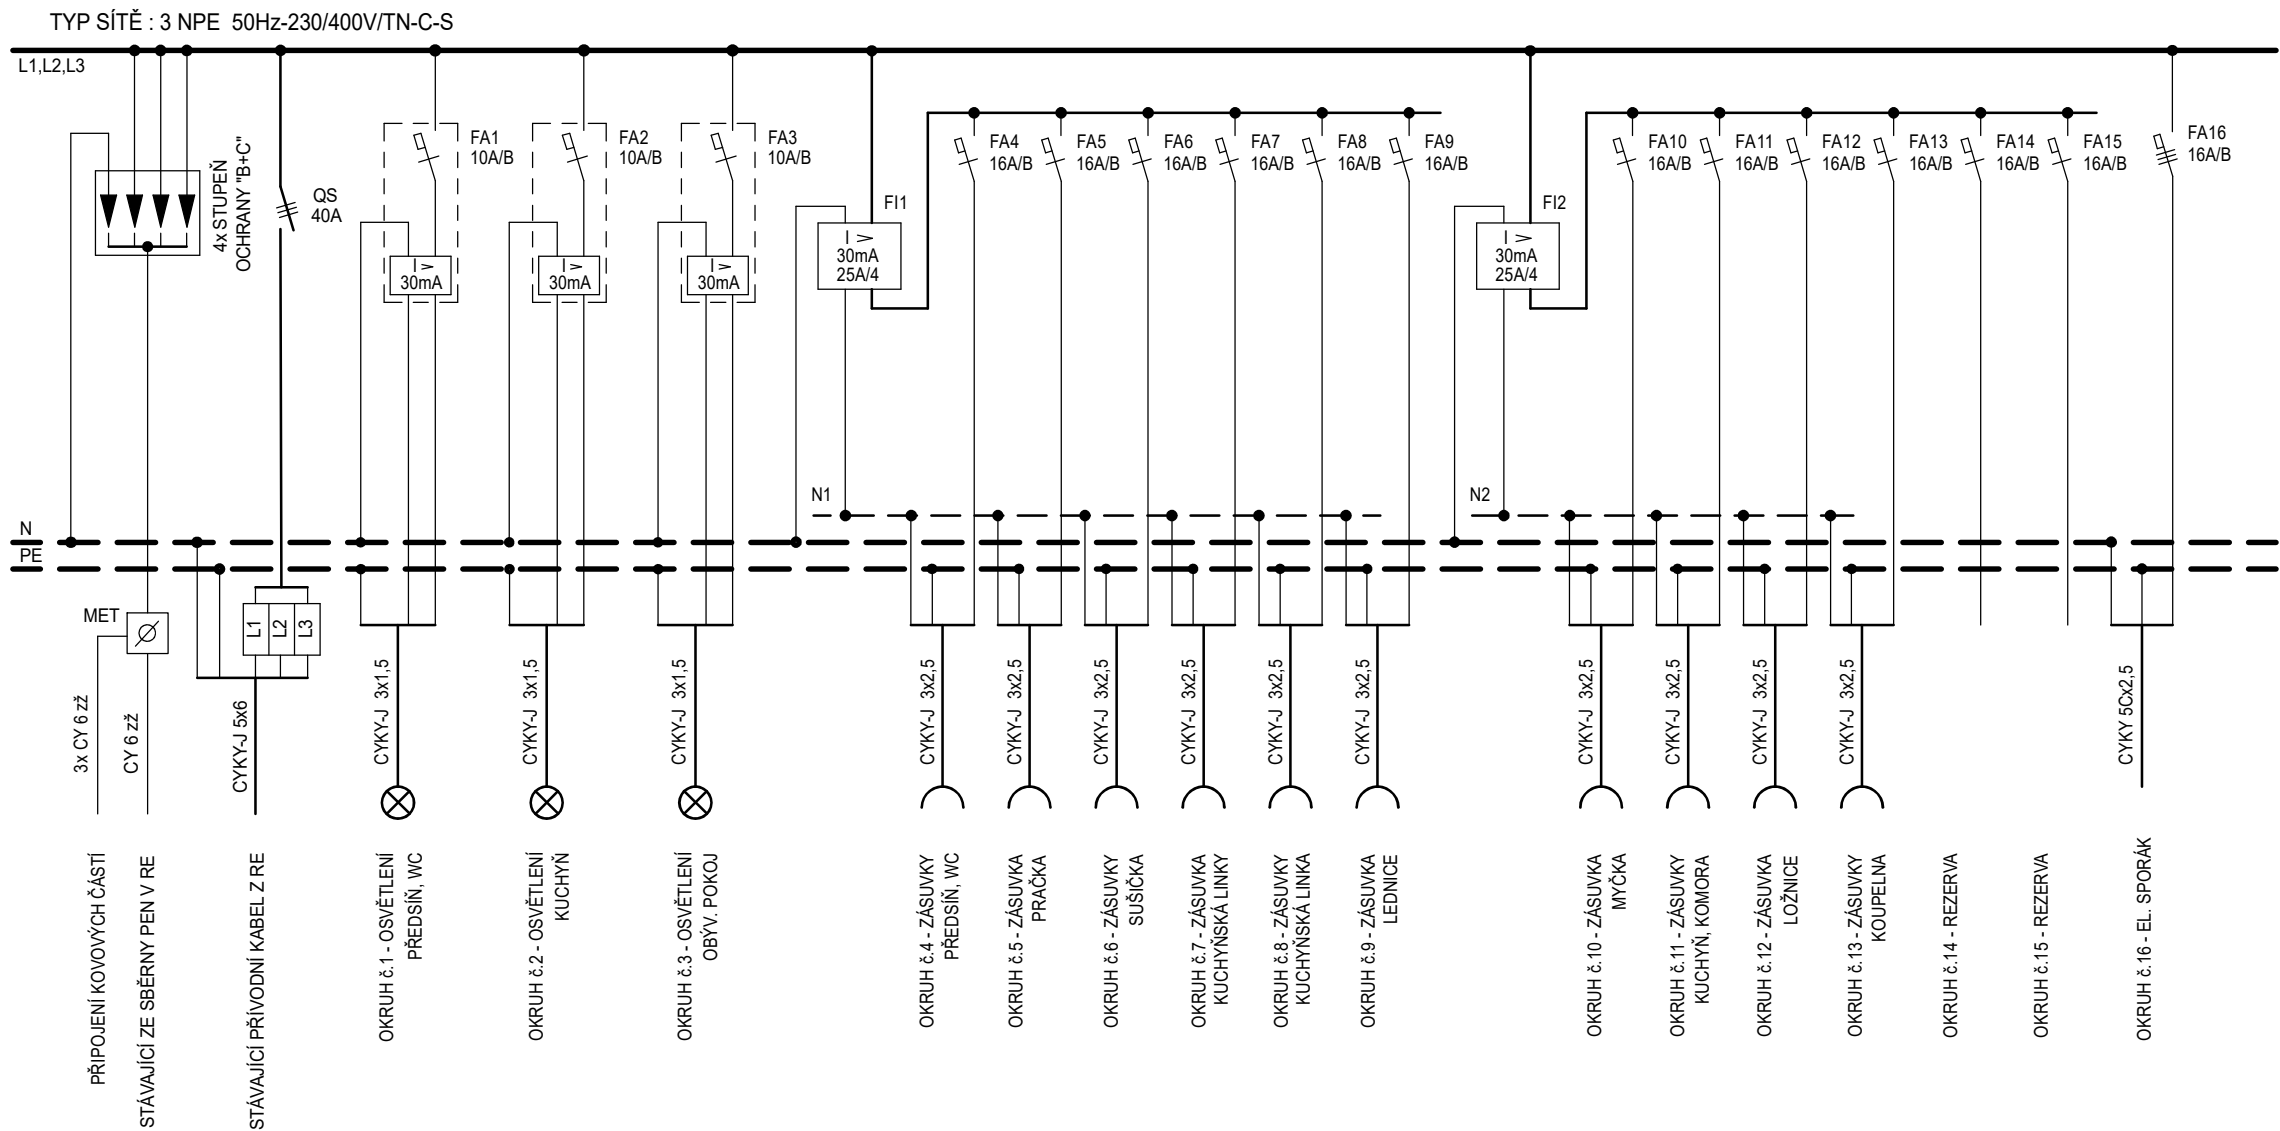 TYP SÍTĚ : 3 NPE 50Hz-230/400V/TN-C-S
L1,L2,L3
4x STUPEŇ
OCHRANY "B+C"
QS
40A
FA1
10A/B
30mA
FA2
10A/B
30mA
FA3
10A/B
30mA
FI1
30mA
25A/4
FA4
16A/B
FA5
16A/B
FA6
16A/B
FA7
16A/B
FA8
16A/B
FA9
16A/B
FI2
30mA
25A/4
FA10
16A/B
FA11
16A/B
FA12
16A/B
FA13
16A/B
FA14
16A/B
FA15
16A/B
FA16
16A/B
N1
N2
N
PE
MET
L1
L2
L3
3x CY 6 zž
CY 6 zž
CYKY-J 5x6
CYKY-J 3x1,5
CYKY-J 3x1,5
CYKY-J 3x1,5
CYKY-J 3x2,5
CYKY-J 3x2,5
CYKY-J 3x2,5
CYKY-J 3x2,5
CYKY-J 3x2,5
CYKY-J 3x2,5
CYKY-J 3x2,5
CYKY-J 3x2,5
CYKY-J 3x2,5
CYKY-J 3x2,5
CYKY 5Cx2,5
PŘIPOJENÍ KOVOVÝCH ČÁSTÍ
STÁVAJÍCÍ ZE SBĚRNY PEN V RE
STÁVAJÍCÍ PŘÍVODNÍ KABEL Z RE
OKRUH č.1 - OSVĚTLENÍ
PŘEDSÍŇ, WC
OKRUH č.2 - OSVĚTLENÍ
KUCHYŇ
OKRUH č.3 - OSVĚTLENÍ
OBÝV. POKOJ
OKRUH č.4 - ZÁSUVKY
PŘEDSÍŇ, WC
OKRUH č.5 - ZÁSUVKA
PRAČKA
OKRUH č.6 - ZÁSUVKY
SUŠIČKA
OKRUH č.7 - ZÁSUVKA
KUCHYŇSKÁ LINKY
OKRUH č.8 - ZÁSUVKY
KUCHYŇSKÁ LINKA
OKRUH č.9 - ZÁSUVKA
LEDNICE
OKRUH č.10 - ZÁSUVKA
MYČKA
OKRUH č.11 - ZÁSUVKY
KUCHYŇ, KOMORA
OKRUH č.12 - ZÁSUVKA
LOŽNICE
OKRUH č.13 - ZÁSUVKY
KOUPELNA
OKRUH č.14 - REZERVA
OKRUH č.15 - REZERVA
OKRUH č.16 - EL. SPORÁK